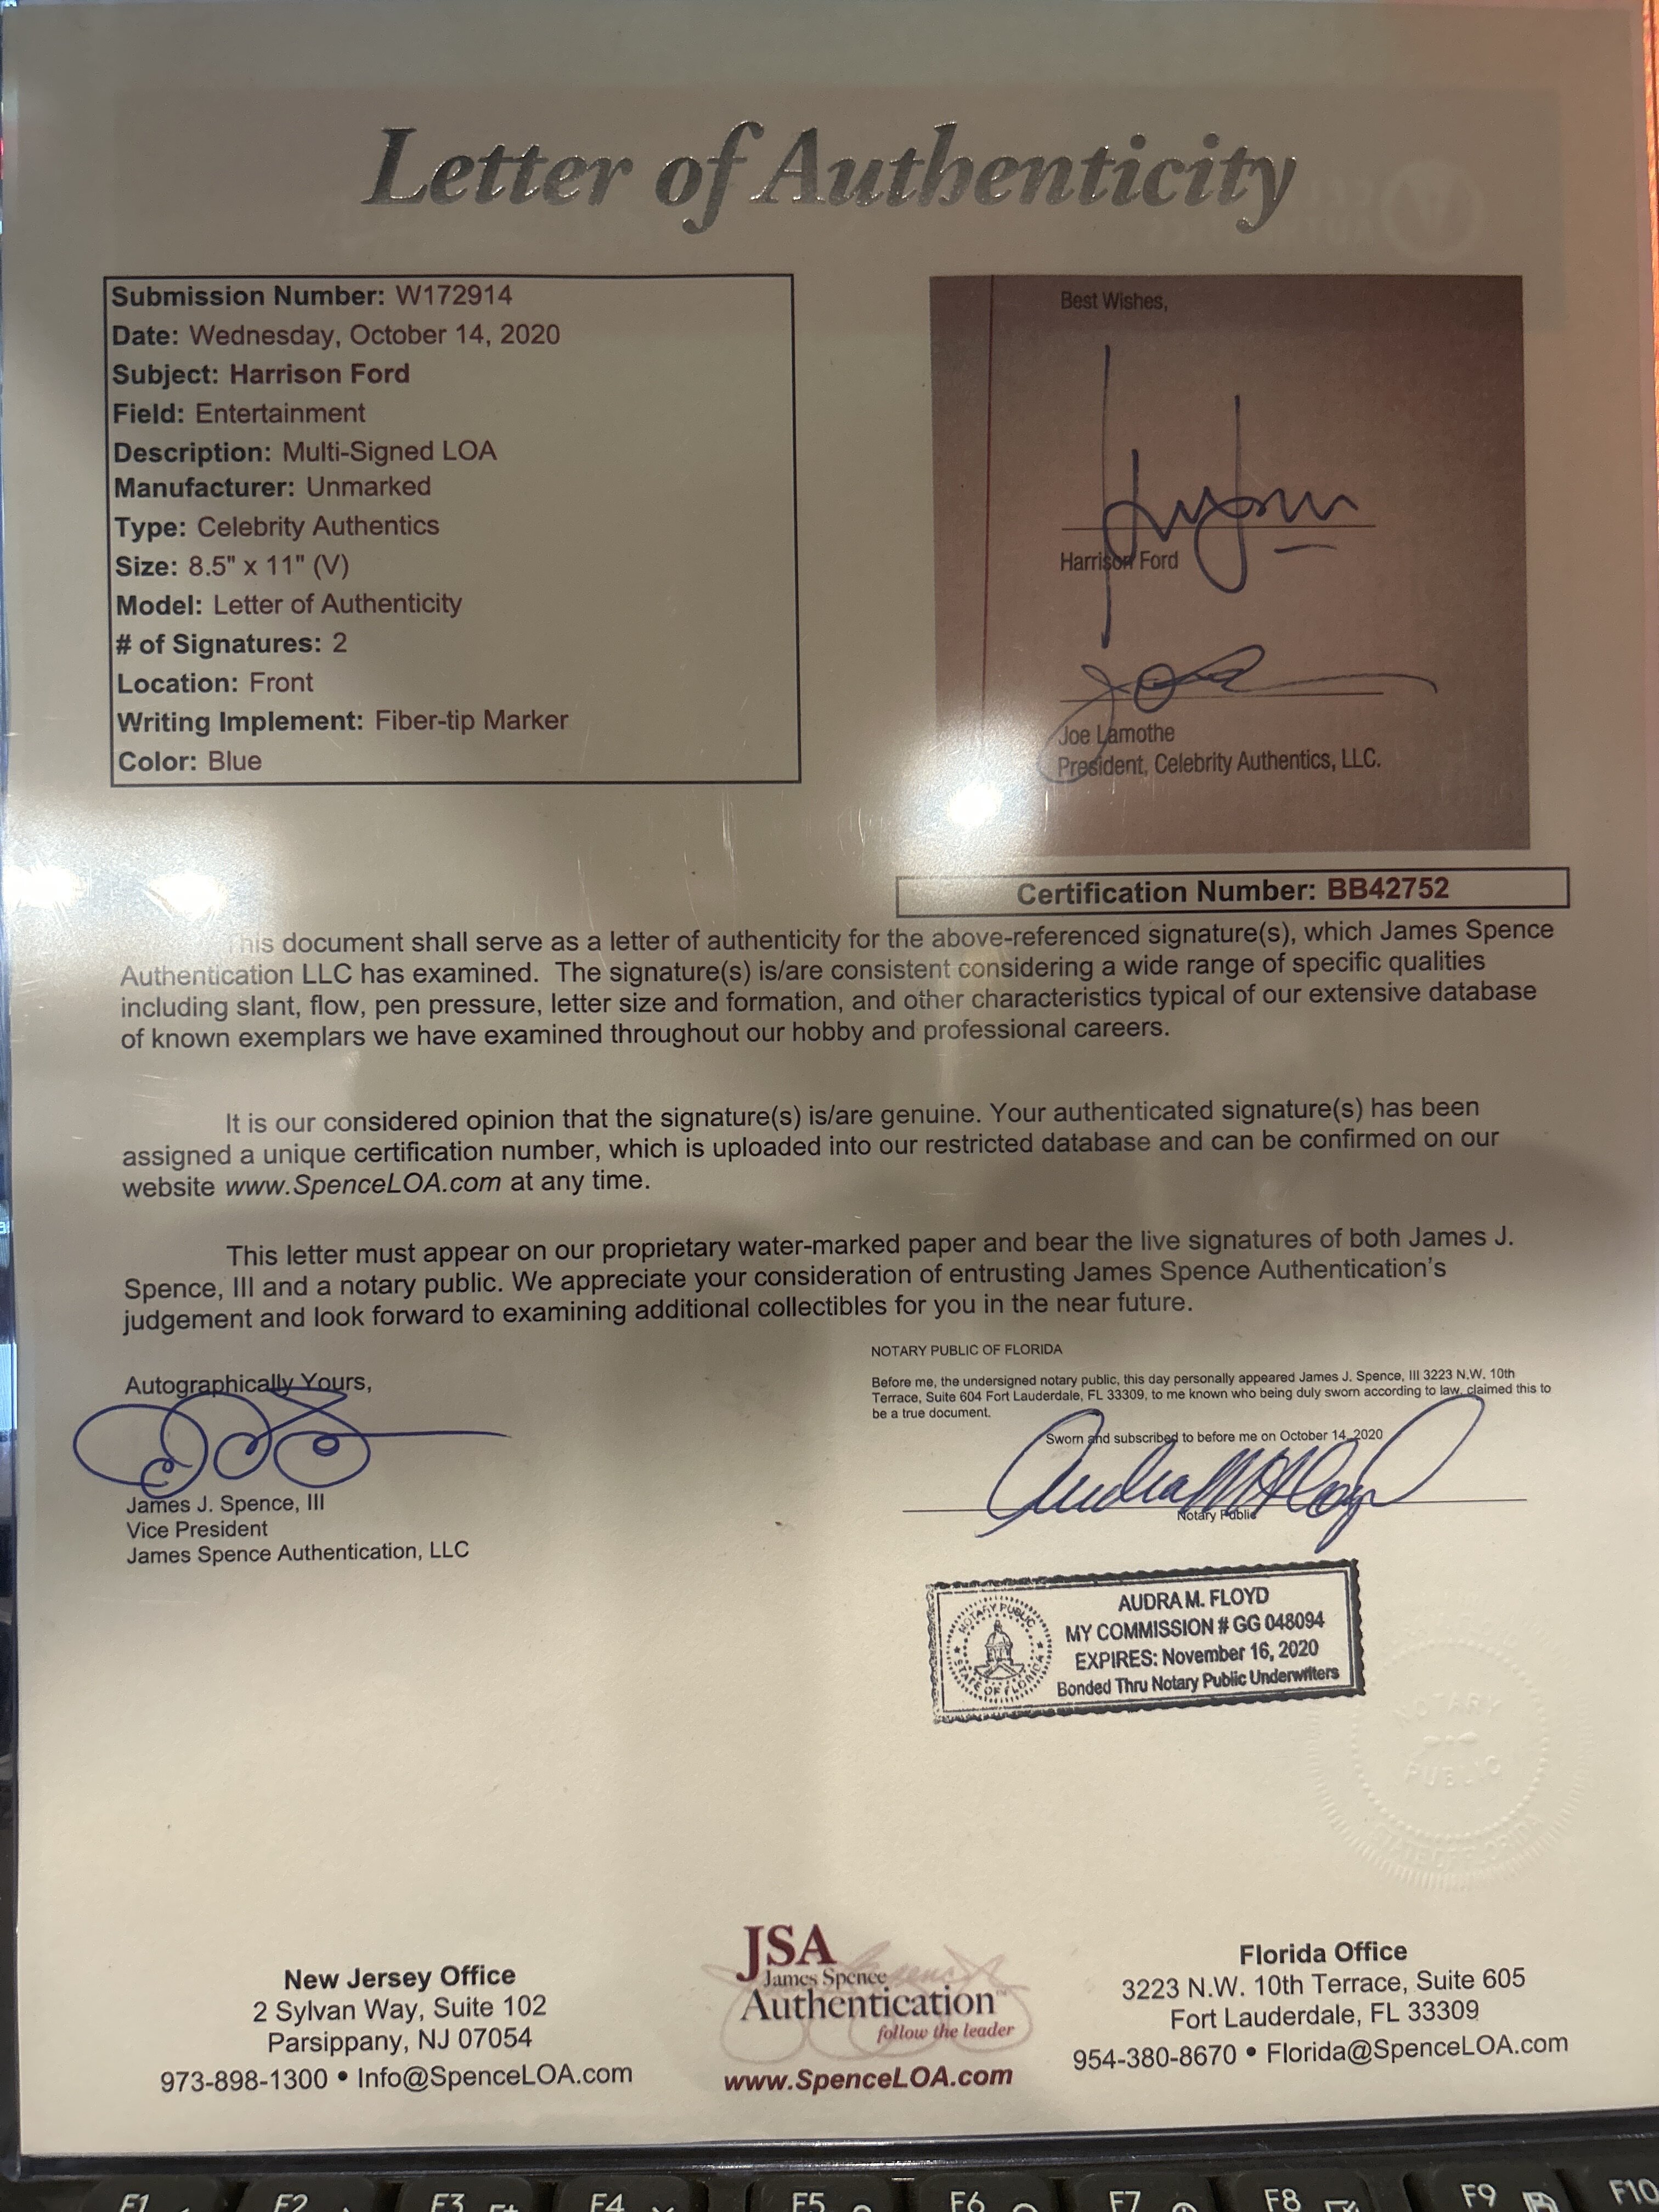 Letter of Authenticity
Submission Number: W172914
Date: Wednesday, October 14, 2020
Subject: Harrison Ford
Field: Entertainment
Description: Multi-Signed LOA
Manufacturer: Unmarked
Type: Celebrity Authentics
Size: 8.5" x 11" (V)
Model: Letter of Authenticity
# of Signatures: 2
Location: Front
Writing Implement: Fiber-tip Marker
Color: Blue
Best Wishes,
Harrison Ford
Joe Lamothe
President, Celebrity Authentics, LLC.
Certification Number: BB42752
This document shall serve as a letter of authenticity for the above-referenced signature(s), which James Spence
Authentication LLC has examined. The signature(s) is/are consistent considering a wide range of specific qualities
including slant, flow, pen pressure, letter size and formation, and other characteristics typical of our extensive database
of known exemplars we have examined throughout our hobby and professional careers.
It is our considered opinion that the signature(s) is/are genuine. Your authenticated signature(s) has been
assigned a unique certification number, which is uploaded into our restricted database and can be confirmed on our
website www.SpenceLOA.com at any time.
This letter must appear on our proprietary water-marked paper and bear the live signatures of both James J.
Spence, III and a notary public. We appreciate your consideration of entrusting James Spence Authentication's
judgement and look forward to examining additional collectibles for you in the near future.
Autographically Yours,
James J. Spence, III
Vice President
James Spence Authentication, LLC
NOTARY PUBLIC OF FLORIDA
Before me, the undersigned notary public, this day personally appeared James J. Spence, III 3223 N.W. 10th
Terrace, Suite 604 Fort Lauderdale, FL 33309, to me known who being duly sworn according to law, claimed this to
be a true document.
Sworn and subscribed to before me on October 14, 2020
Audra M Floyd
Notary Public
NOTARY PUBLIC
STATE OF FLORIDA
AUDRA M. FLOYD
MY COMMISSION # GG 048094
EXPIRES: November 16, 2020
Bonded Thru Notary Public Underwriters
NOTARY
PUBLIC
STATE OF FLORIDA
New Jersey Office
2 Sylvan Way, Suite 102
Parsippany, NJ 07054
973-898-1300 • Info@SpenceLOA.com
JSA
James Spence
Authentication™
follow the leader
www.SpenceLOA.com
Florida Office
3223 N.W. 10th Terrace, Suite 605
Fort Lauderdale, FL 33309
954-380-8670 • Florida@SpenceLOA.com
F1 F2 F3 F4 F5 F6 F7 F8 F9 F10